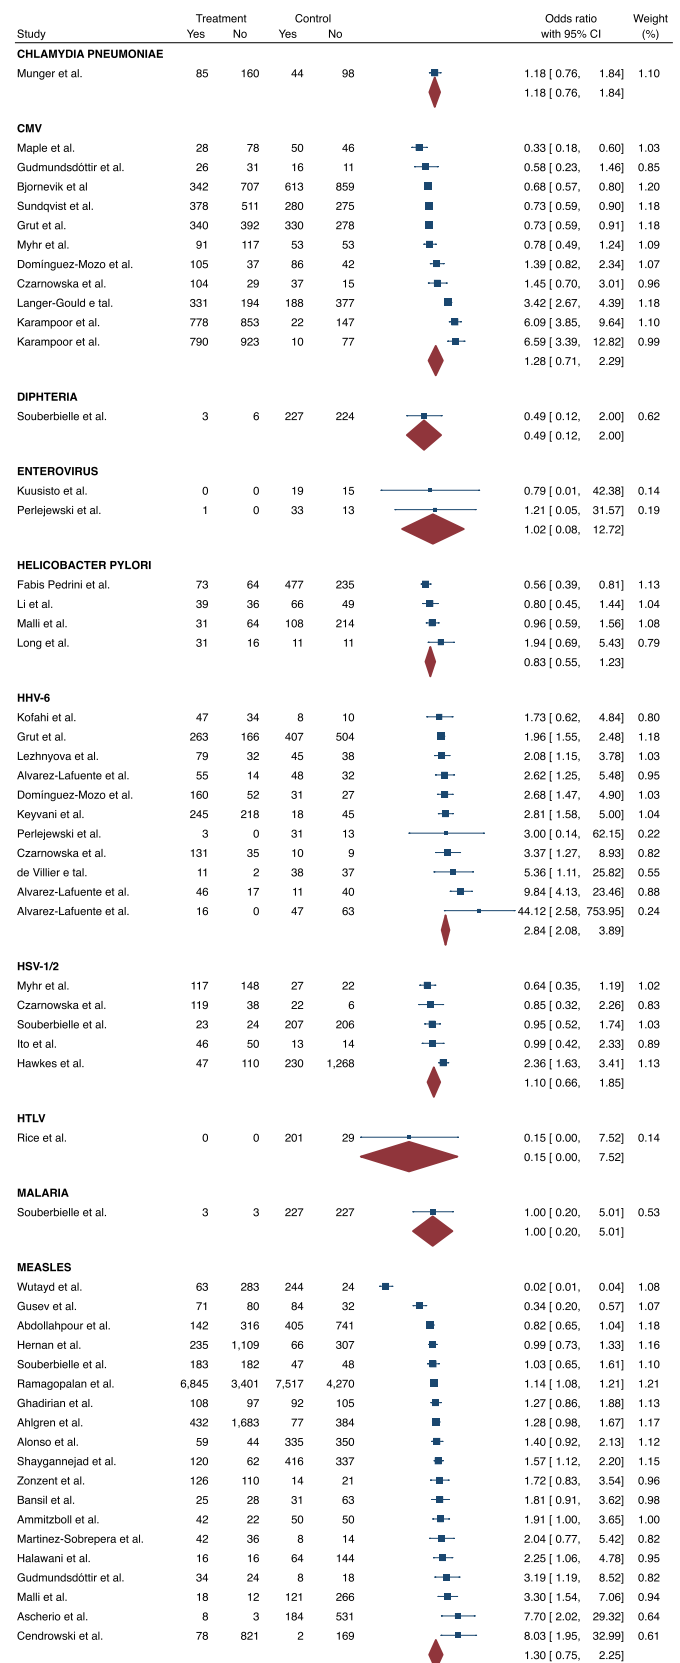 Treatment Control Odds ratio Weight
Study Yes No Yes No with 95% CI (%)
CHLAMYDIA PNEUMONIAE
Munger et al. 85 160 44 98 1.18 [ 0.76, 1.84] 1.10
1.18 [ 0.76, 1.84]
CMV
Maple et al. 28 78 50 46 0.33 [ 0.18, 0.60] 1.03
Gudmundsdóttir et al. 26 31 16 11 0.58 [ 0.23, 1.46] 0.85
Bjornevik et al 342 707 613 859 0.68 [ 0.57, 0.80] 1.20
Sundqvist et al. 378 511 280 275 0.73 [ 0.59, 0.90] 1.18
Grut et al. 340 392 330 278 0.73 [ 0.59, 0.91] 1.18
Myhr et al. 91 117 53 53 0.78 [ 0.49, 1.24] 1.09
Domínguez-Mozo et al. 105 37 86 42 1.39 [ 0.82, 2.34] 1.07
Czarnowska et al. 104 29 37 15 1.45 [ 0.70, 3.01] 0.96
Langer-Gould e tal. 331 194 188 377 3.42 [ 2.67, 4.39] 1.18
Karampoor et al. 778 853 22 147 6.09 [ 3.85, 9.64] 1.10
Karampoor et al. 790 923 10 77 6.59 [ 3.39, 12.82] 0.99
1.28 [ 0.71, 2.29]
DIPHTERIA
Souberbielle et al. 3 6 227 224 0.49 [ 0.12, 2.00] 0.62
0.49 [ 0.12, 2.00]
ENTEROVIRUS
Kuusisto et al. 0 0 19 15 0.79 [ 0.01, 42.38] 0.14
Perlejewski et al. 1 0 33 13 1.21 [ 0.05, 31.57] 0.19
1.02 [ 0.08, 12.72]
HELICOBACTER PYLORI
Fabis Pedrini et al. 73 64 477 235 0.56 [ 0.39, 0.81] 1.13
Li et al. 39 36 66 49 0.80 [ 0.45, 1.44] 1.04
Malli et al. 31 64 108 214 0.96 [ 0.59, 1.56] 1.08
Long et al. 31 16 11 11 1.94 [ 0.69, 5.43] 0.79
0.83 [ 0.55, 1.23]
HHV-6
Kofahi et al. 47 34 8 10 1.73 [ 0.62, 4.84] 0.80
Grut et al. 263 166 407 504 1.96 [ 1.55, 2.48] 1.18
Lezhnyova et al. 79 32 45 38 2.08 [ 1.15, 3.78] 1.03
Alvarez-Lafuente et al. 55 14 48 32 2.62 [ 1.25, 5.48] 0.95
Domínguez-Mozo et al. 160 52 31 27 2.68 [ 1.47, 4.90] 1.03
Keyvani et al. 245 218 18 45 2.81 [ 1.58, 5.00] 1.04
Perlejewski et al. 3 0 31 13 3.00 [ 0.14, 62.15] 0.22
Czarnowska et al. 131 35 10 9 3.37 [ 1.27, 8.93] 0.82
de Villier e tal. 11 2 38 37 5.36 [ 1.11, 25.82] 0.55
Alvarez-Lafuente et al. 46 17 11 40 9.84 [ 4.13, 23.46] 0.88
Alvarez-Lafuente et al. 16 0 47 63 44.12 [ 2.58, 753.95] 0.24
2.84 [ 2.08, 3.89]
HSV-1/2
Myhr et al. 117 148 27 22 0.64 [ 0.35, 1.19] 1.02
Czarnowska et al. 119 38 22 6 0.85 [ 0.32, 2.26] 0.83
Souberbielle et al. 23 24 207 206 0.95 [ 0.52, 1.74] 1.03
Ito et al. 46 50 13 14 0.99 [ 0.42, 2.33] 0.89
Hawkes et al. 47 110 230 1,268 2.36 [ 1.63, 3.41] 1.13
1.10 [ 0.66, 1.85]
HTLV
Rice et al. 0 0 201 29 0.15 [ 0.00, 7.52] 0.14
0.15 [ 0.00, 7.52]
MALARIA
Souberbielle et al. 3 3 227 227 1.00 [ 0.20, 5.01] 0.53
1.00 [ 0.20, 5.01]
MEASLES
Wutayd et al. 63 283 244 24 0.02 [ 0.01, 0.04] 1.08
Gusev et al. 71 80 84 32 0.34 [ 0.20, 0.57] 1.07
Abdollahpour et al. 142 316 405 741 0.82 [ 0.65, 1.04] 1.18
Hernan et al. 235 1,109 66 307 0.99 [ 0.73, 1.33] 1.16
Souberbielle et al. 183 182 47 48 1.03 [ 0.65, 1.61] 1.10
Ramagopalan et al. 6,845 3,401 7,517 4,270 1.14 [ 1.08, 1.21] 1.21
Ghadirian et al. 108 97 92 105 1.27 [ 0.86, 1.88] 1.13
Ahlgren et al. 432 1,683 77 384 1.28 [ 0.98, 1.67] 1.17
Alonso et al. 59 44 335 350 1.40 [ 0.92, 2.13] 1.12
Shaygannejad et al. 120 62 416 337 1.57 [ 1.12, 2.20] 1.15
Zonzent et al. 126 110 14 21 1.72 [ 0.83, 3.54] 0.96
Bansil et al. 25 28 31 63 1.81 [ 0.91, 3.62] 0.98
Ammitzboll et al. 42 22 50 50 1.91 [ 1.00, 3.65] 1.00
Martinez-Sobrepera et al. 42 36 8 14 2.04 [ 0.77, 5.42] 0.82
Halawani et al. 16 16 64 144 2.25 [ 1.06, 4.78] 0.95
Gudmundsdóttir et al. 34 24 8 18 3.19 [ 1.19, 8.52] 0.82
Malli et al. 18 12 121 266 3.30 [ 1.54, 7.06] 0.94
Ascherio et al. 8 3 184 531 7.70 [ 2.02, 29.32] 0.64
Cendrowski et al. 78 821 2 169 8.03 [ 1.95, 32.99] 0.61
1.30 [ 0.75, 2.25]